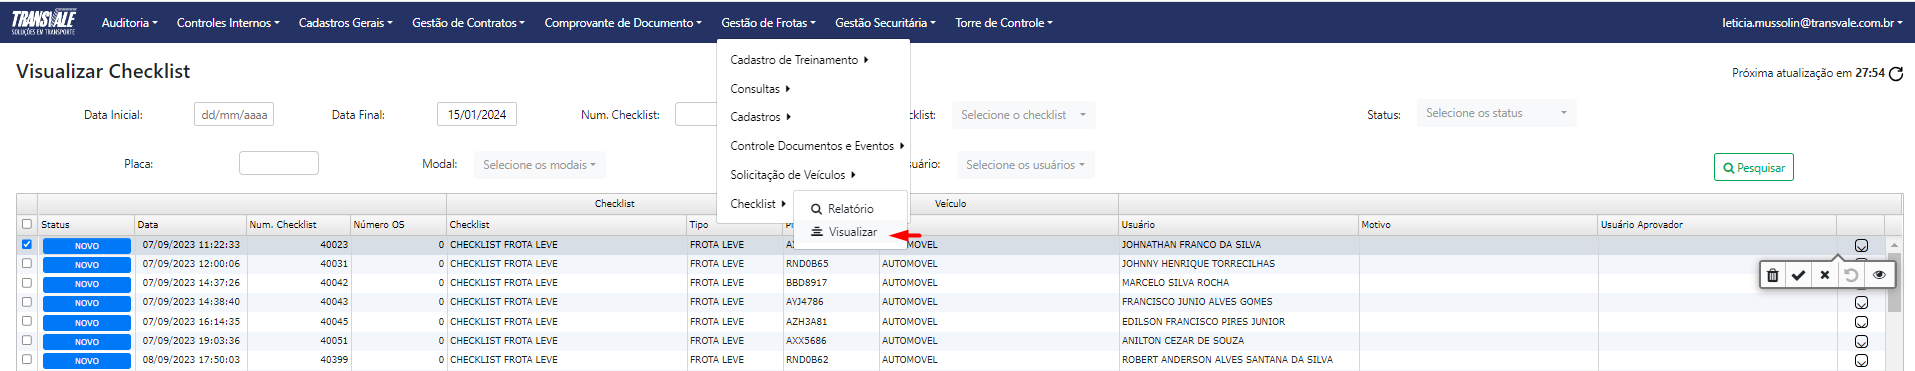 TRANSVALE
SOLUÇÕES EM TRANSPORTE
Auditoria Controles Internos Cadastros Gerais Gestão de Contratos Comprovante de Documento Gestão de Frotas Gestão Securitária Torre de Controle leticia.mussolin@transvale.com.br
Visualizar Checklist
Próxima atualização em 27:54
Cadastro de Treinamento
Consultas
Cadastros
Controle Documentos e Eventos
Solicitação de Veículos
Checklist
Relatório
Visualizar
Data Inicial: dd/mm/aaaa Data Final: 15/01/2024 Num. Checklist: cklist: Selecione o checklist Status: Selecione os status
Placa: Modal: Selecione os modais suário: Selecione os usuários Pesquisar
Checklist Veículo
Status Data Num. Checklist Número OS Checklist Tipo Usuário Motivo Usuário Aprovador
NOVO 07/09/2023 11:22:33 40023 0 CHECKLIST FROTA LEVE FROTA LEVE AX MOVEL JOHNATHAN FRANCO DA SILVA
NOVO 07/09/2023 12:00:06 40031 0 CHECKLIST FROTA LEVE FROTA LEVE RND0B65 AUTOMOVEL JOHNNY HENRIQUE TORRECILHAS
NOVO 07/09/2023 14:37:26 40042 0 CHECKLIST FROTA LEVE FROTA LEVE BBD8917 AUTOMOVEL MARCELO SILVA ROCHA
NOVO 07/09/2023 14:38:40 40043 0 CHECKLIST FROTA LEVE FROTA LEVE AYJ4786 AUTOMOVEL FRANCISCO JUNIO ALVES GOMES
NOVO 07/09/2023 16:14:35 40045 0 CHECKLIST FROTA LEVE FROTA LEVE AZH3A81 AUTOMOVEL EDILSON FRANCISCO PIRES JUNIOR
NOVO 07/09/2023 19:03:36 40051 0 CHECKLIST FROTA LEVE FROTA LEVE AXX5686 AUTOMOVEL ANILTON CEZAR DE SOUZA
NOVO 08/09/2023 17:50:03 40399 0 CHECKLIST FROTA LEVE FROTA LEVE RND0B62 AUTOMOVEL ROBERT ANDERSON ALVES SANTANA DA SILVA